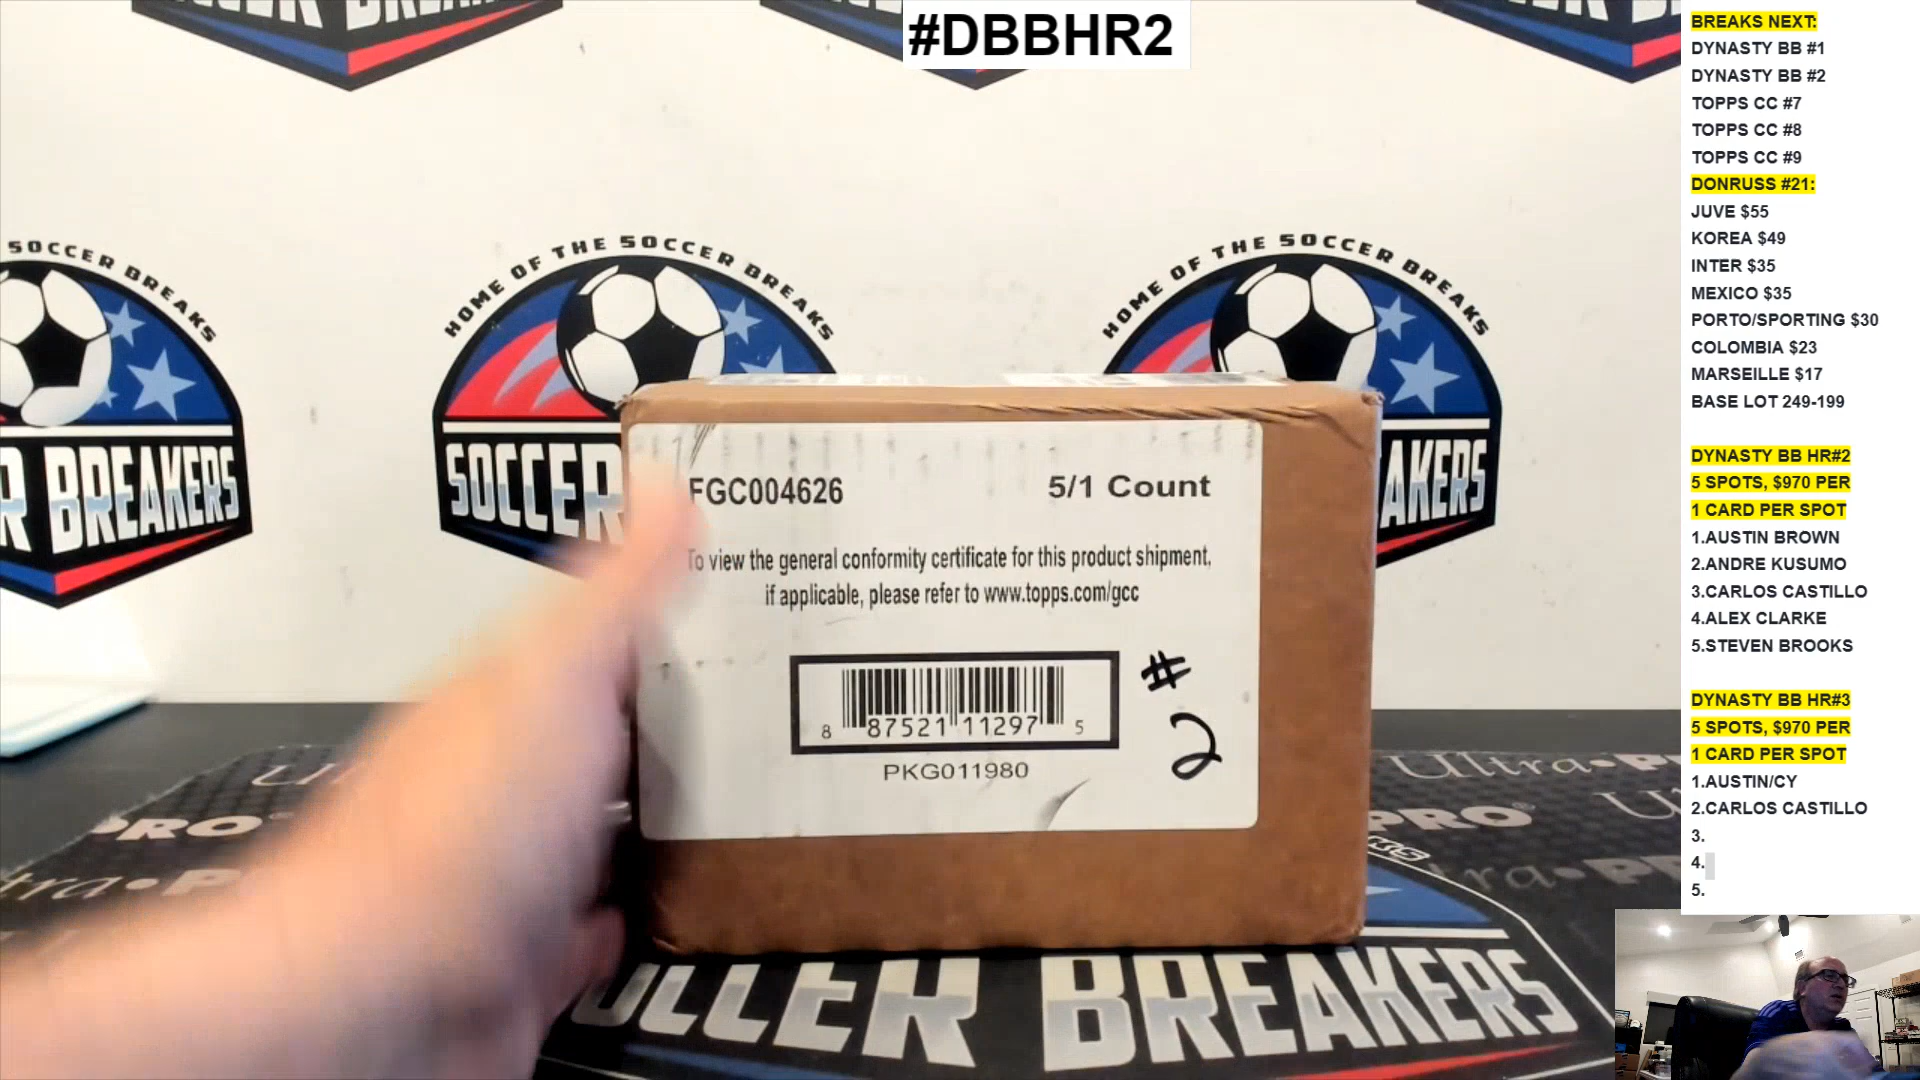 #DBBHR2
BREAKS NEXT:
DYNASTY BB #1
DYNASTY BB #2
TOPPS CC #7
TOPPS CC #8
TOPPS CC #9
DONRUSS #21:
JUVE $55
KOREA $49
INTER $35
MEXICO $35
PORTO/SPORTING $30
COLOMBIA $23
MARSEILLE $17
BASE LOT 249-199
DYNASTY BB HR#2
5 SPOTS, $970 PER
1 CARD PER SPOT
1.AUSTIN BROWN
2.ANDRE KUSUMO
3.CARLOS CASTILLO
4.ALEX CLARKE
5.STEVEN BROOKS
DYNASTY BB HR#3
5 SPOTS, $970 PER
1 CARD PER SPOT
1.AUSTIN/CY
2.CARLOS CASTILLO
3.
4.
5.
SOCCER BREAKERS
SOCCER BREAKERS
SOCCER BREAKS
R BREAKERS
HOME OF THE SOCCER BREAKS
SOCCER
HOME OF THE SOCCER BREAKS
AKERS
FGC004626 5/1 Count
To view the general conformity certificate for this product shipment,
if applicable, please refer to www.topps.com/gcc
8 87521 11297 5
PKG011980
#
2
Ultra PRO
PRO
OCCER BREAKERS